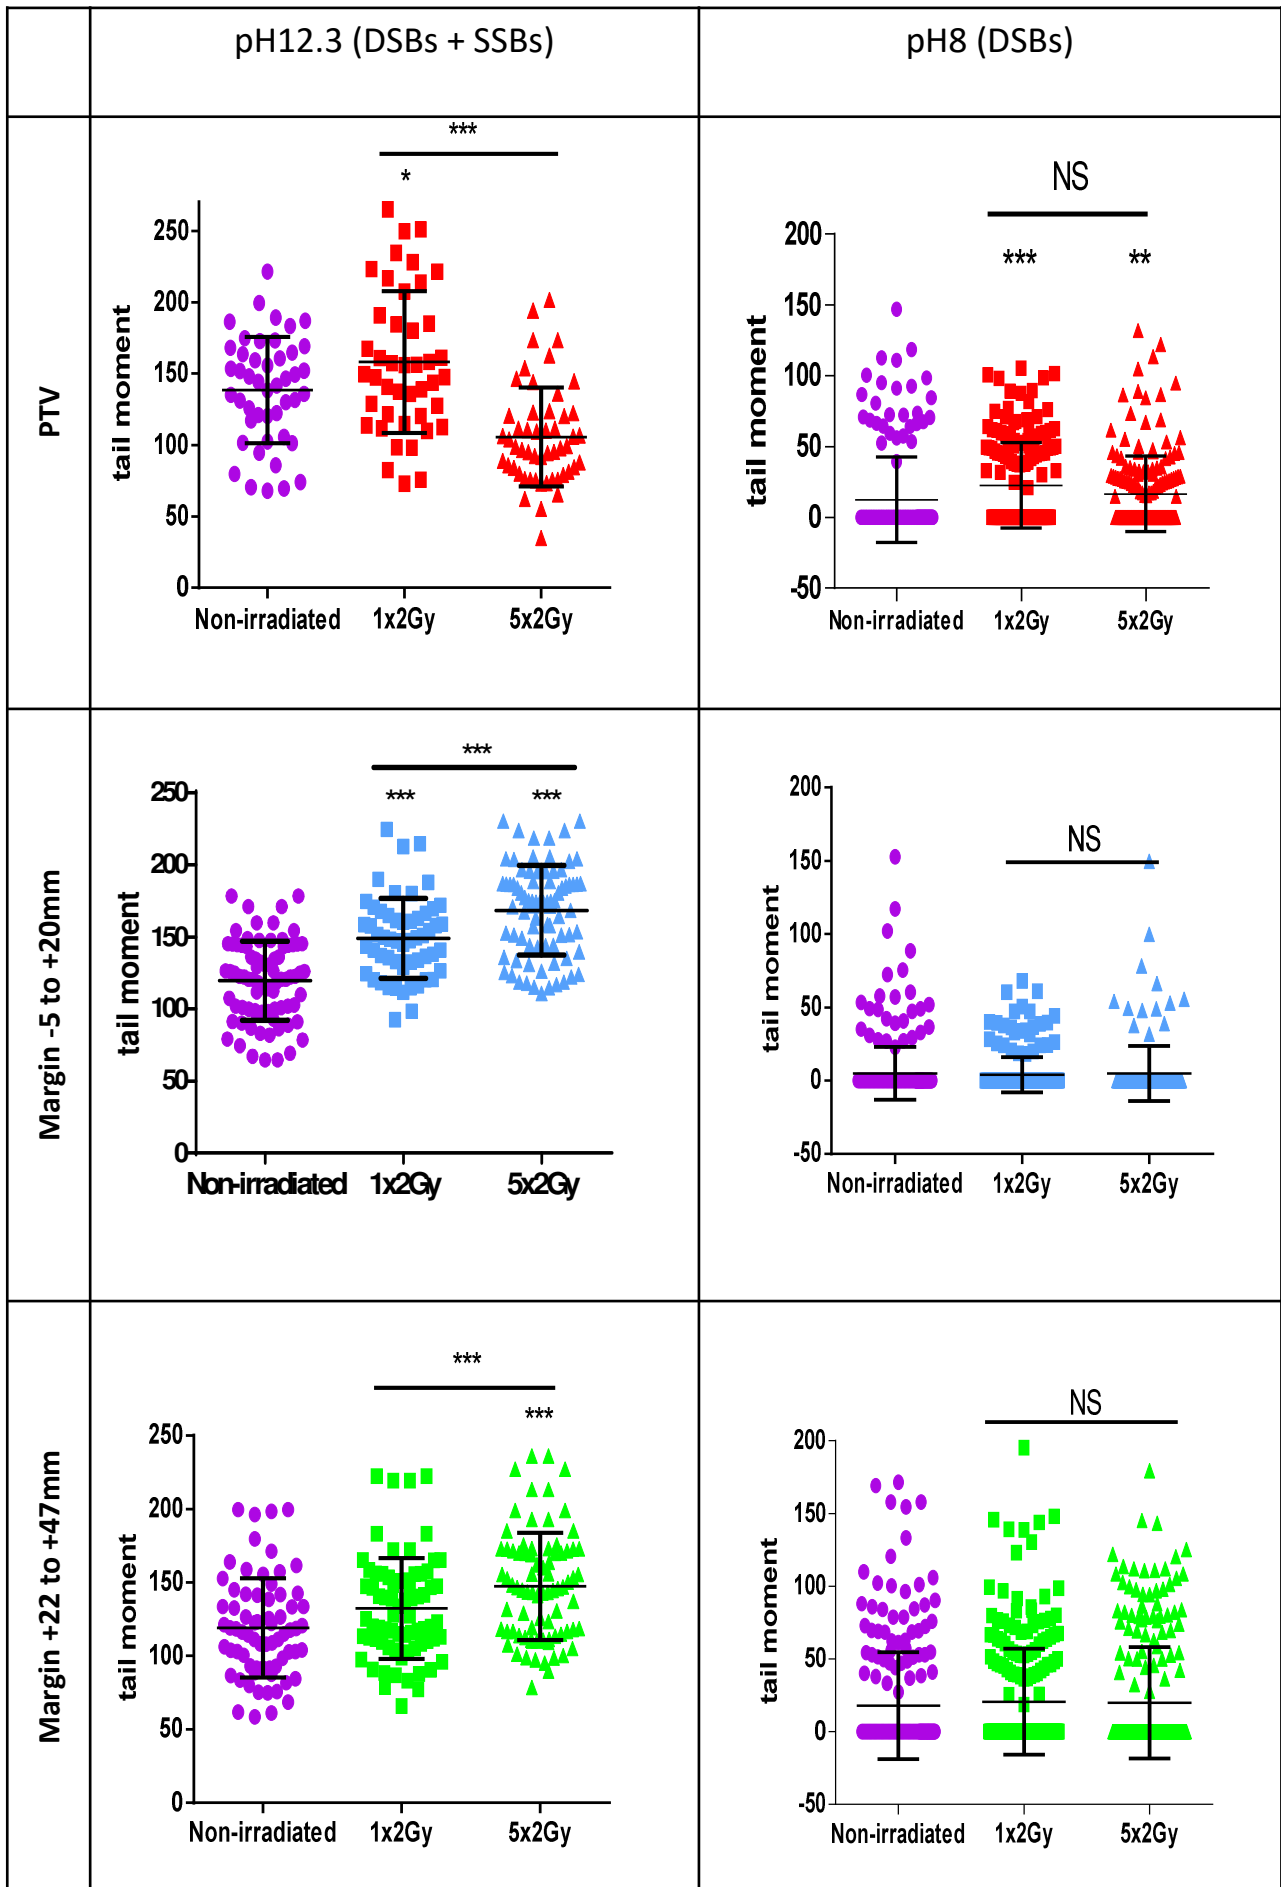 pH12.3 (DSBs + SSBs)
pH8 (DSBs)
PTV
***
*
tail moment
250
200
150
100
50
0
Non-irradiated 1x2Gy 5x2Gy
NS
*** **
tail moment
200
150
100
50
0
-50
Non-irradiated 1x2Gy 5x2Gy
Margin -5 to +20mm
***
*** ***
tail moment
250
200
150
100
50
0
Non-irradiated 1x2Gy 5x2Gy
NS
tail moment
200
150
100
50
0
-50
Non-irradiated 1x2Gy 5x2Gy
Margin +22 to +47mm
***
***
tail moment
250
200
150
100
50
0
Non-irradiated 1x2Gy 5x2Gy
NS
tail moment
200
150
100
50
0
-50
Non-irradiated 1x2Gy 5x2Gy